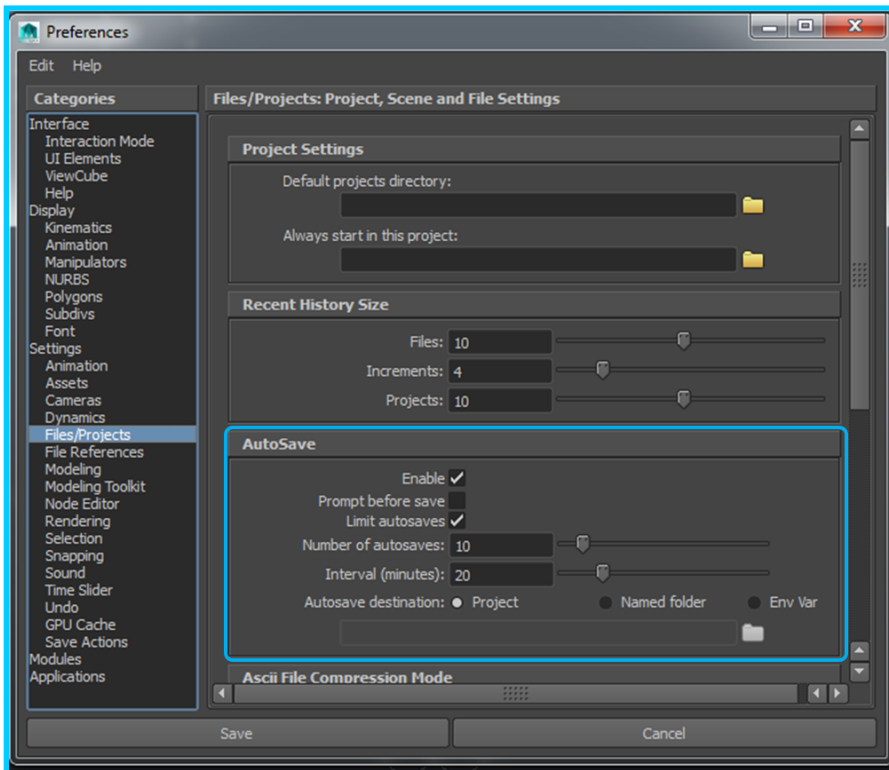 Preferences
Edit Help
Categories
Interface
Interaction Mode
UI Elements
ViewCube
Help
Display
Kinematics
Animation
Manipulators
NURBS
Polygons
Subdivs
Font
Settings
Animation
Assets
Cameras
Dynamics
Files/Projects
File References
Modeling
Modeling Toolkit
Node Editor
Rendering
Selection
Snapping
Sound
Time Slider
Undo
GPU Cache
Save Actions
Modules
Applications
Files/Projects: Project, Scene and File Settings
Project Settings
Default projects directory:
Always start in this project:
Recent History Size
Files: 10
Increments: 4
Projects: 10
AutoSave
Enable
Prompt before save
Limit autosaves
Number of autosaves: 10
Interval (minutes): 20
Autosave destination: Project Named folder Env Var
Ascii File Compression Mode
Save Cancel